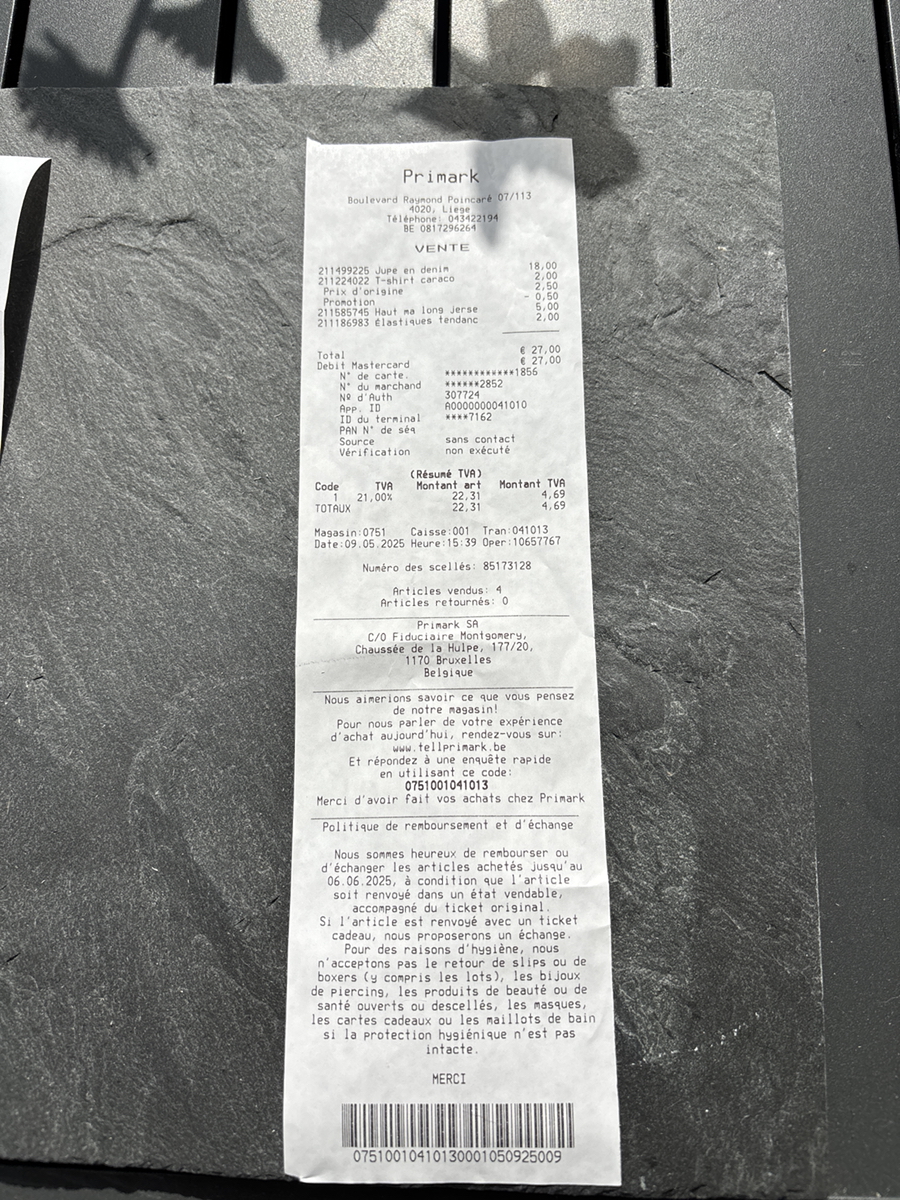 Primark
Boulevard Raymond Poincaré 07/113
4020, Liege
Téléphone: 043422194
BE 0817296264
VENTE
211499225 Jupe en denim 18,00
211224022 T-shirt caraco 2,00
Prix d'origine 2,50
Promotion - 0,50
211585745 Haut ma long jerse 5,00
211186983 Élastiques tendanc 2,00
Total € 27,00
Debit Mastercard € 27,00
N° de carte. ************1856
N° du marchand ******2852
Nº d'Auth 307724
App. ID A0000000041010
ID du terminal ****7162
PAN N° de séq
Source sans contact
Vérification non exécuté
(Résumé TVA)
Code TVA Montant art Montant TVA
1 21,00% 22,31 4,69
TOTAUX 22,31 4,69
Magasin:0751 Caisse:001 Tran:041013
Date:09.05.2025 Heure:15:39 Oper:10657767
Numéro des scellés: 85173128
Articles vendus: 4
Articles retournés: 0
Primark SA
C/O Fiduciaire Montgomery,
Chaussée de la Hulpe, 177/20,
1170 Bruxelles
Belgique
Nous aimerions savoir ce que vous pensez
de notre magasin!
Pour nous parler de votre expérience
d'achat aujourd'hui, rendez-vous sur:
www.tellprimark.be
Et répondez à une enquête rapide
en utilisant ce code:
0751001041013
Merci d'avoir fait vos achats chez Primark
Politique de remboursement et d'échange
Nous sommes heureux de rembourser ou
d'échanger les articles achetés jusqu'au
06.06.2025, à condition que l'article
soit renvoyé dans un état vendable,
accompagné du ticket original.
Si l'article est renvoyé avec un ticket
cadeau, nous proposerons un échange.
Pour des raisons d'hygiène, nous
n'acceptons pas le retour de slips ou de
boxers (y compris les lots), les bijoux
de piercing, les produits de beauté ou de
santé ouverts ou descellés, les masques,
les cartes cadeaux ou les maillots de bain
si la protection hygiénique n'est pas
intacte.
MERCI
07510010410130001050925009